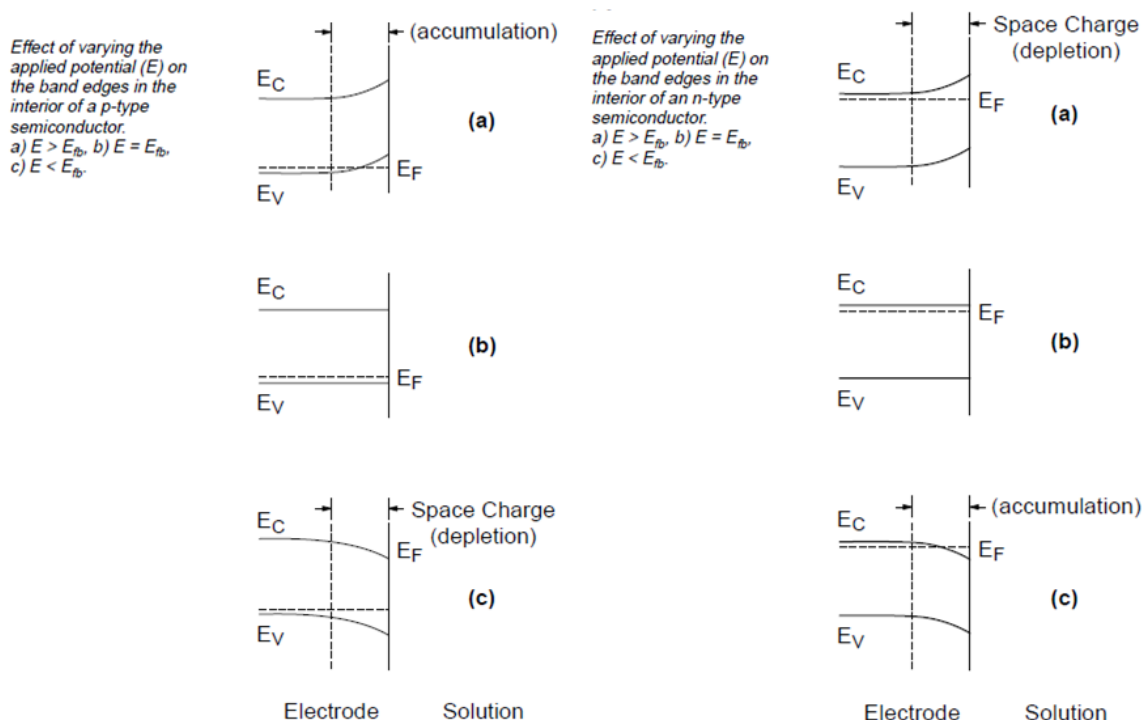 Effect of varying the
applied potential (E) on
the band edges in the
interior of a p-type
semiconductor.
a) E > Efb, b) E = Efb,
c) E < Efb.
(accumulation)
EC
(a)
EF
EV
EC
(b)
EF
EV
Space Charge
(depletion)
EC
EF
(c)
EV
Electrode Solution
Effect of varying the
applied potential (E) on
the band edges in the
interior of an n-type
semiconductor.
a) E > Efb, b) E = Efb,
c) E < Efb.
Space Charge
(depletion)
EC
EF
(a)
EV
EC
EF
(b)
EV
(accumulation)
EC
EF
(c)
EV
Electrode Solution